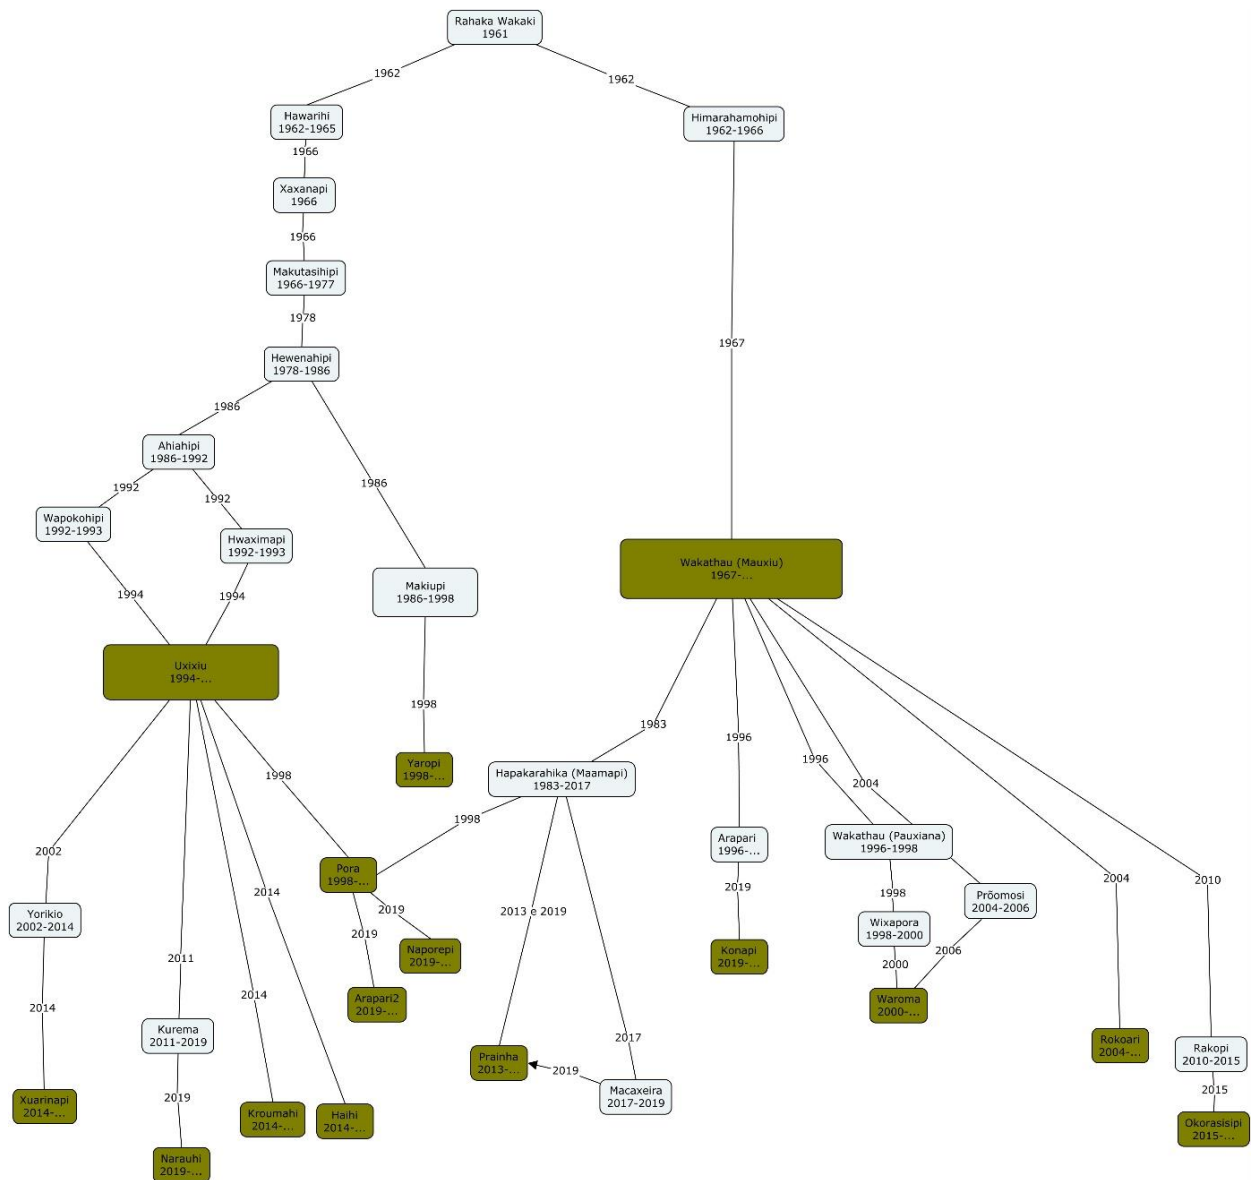 Rahaka Wakaki
1961
1962
1962
Hawarihi
1962-1965
Himarahamohipi
1962-1966
1966
Xaxanapi
1966
1966
Makutasihipi
1966-1977
1978
1967
Hewenahipi
1978-1986
1986
Ahiahipi
1986-1992
1986
1992
1992
Wapokohipi
1992-1993
Hwaximapi
1992-1993
Wakathau (Mauxiu)
1967-...
Makiupi
1986-1998
1994
1994
Uxixiu
1994-...
1998
1983
1996
1996
2004
1998
Yaropi
1998-...
Hapakarahika (Maamapi)
1983-2017
1998
Arapari
1996-...
Wakathau (Pauxiana)
1996-1998
2002
Pora
1998-...
2004
2010
2014
2019
1998
Prõomosi
2004-2006
2019
2013 e 2019
2019
Yorikio
2002-2014
Wixapora
1998-2000
Naporepi
2019-...
Konapi
2019-...
2006
2000
2011
2014
2014
Arapari2
2019-...
Waroma
2000-...
Kurema
2011-2019
2017
Rokoari
2004-...
Rakopi
2010-2015
Prainha
2013-...
2019
Macaxeira
2017-2019
2015
2019
Xuarinapi
2014-...
Kroumahi
2014-...
Haihi
2014-...
Okorasisipi
2015-...
Narauhi
2019-...